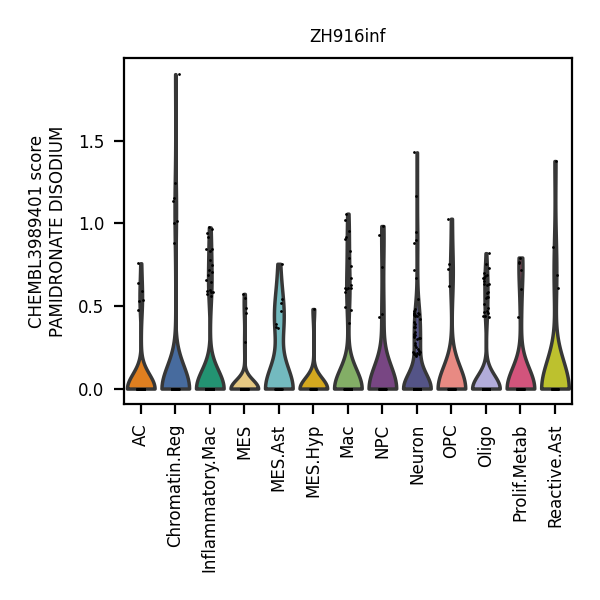 ZH916inf
CHEMBL3989401 score
PAMIDRONATE DISODIUM
1.5
1.0
0.5
0.0
AC
Chromatin.Reg
Inflammatory.Mac
MES
MES.Ast
MES.Hyp
Mac
NPC
Neuron
OPC
Oligo
Prolif.Metab
Reactive.Ast